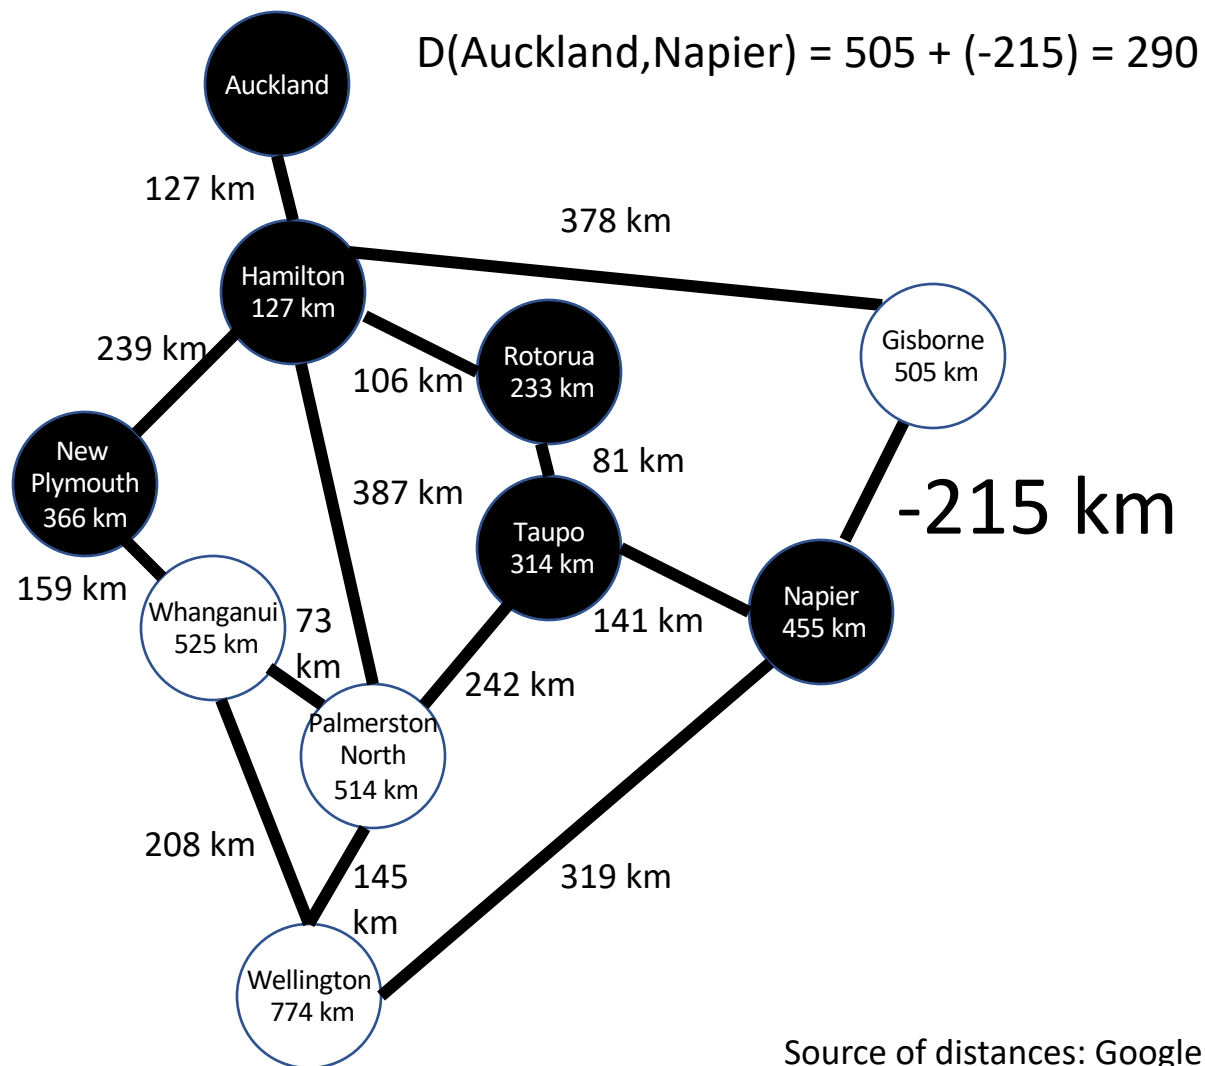 D(Auckland,Napier) = 505 + (-215) = 290
Auckland
127 km
378 km
Hamilton
127 km
239 km
106 km
Rotorua
233 km
Gisborne
505 km
New
Plymouth
366 km
387 km
81 km
-215 km
Taupo
314 km
159 km
Whanganui
525 km
73
km
141 km
Napier
455 km
242 km
Palmerston
North
514 km
208 km
145
km
319 km
Wellington
774 km
Source of distances: Google